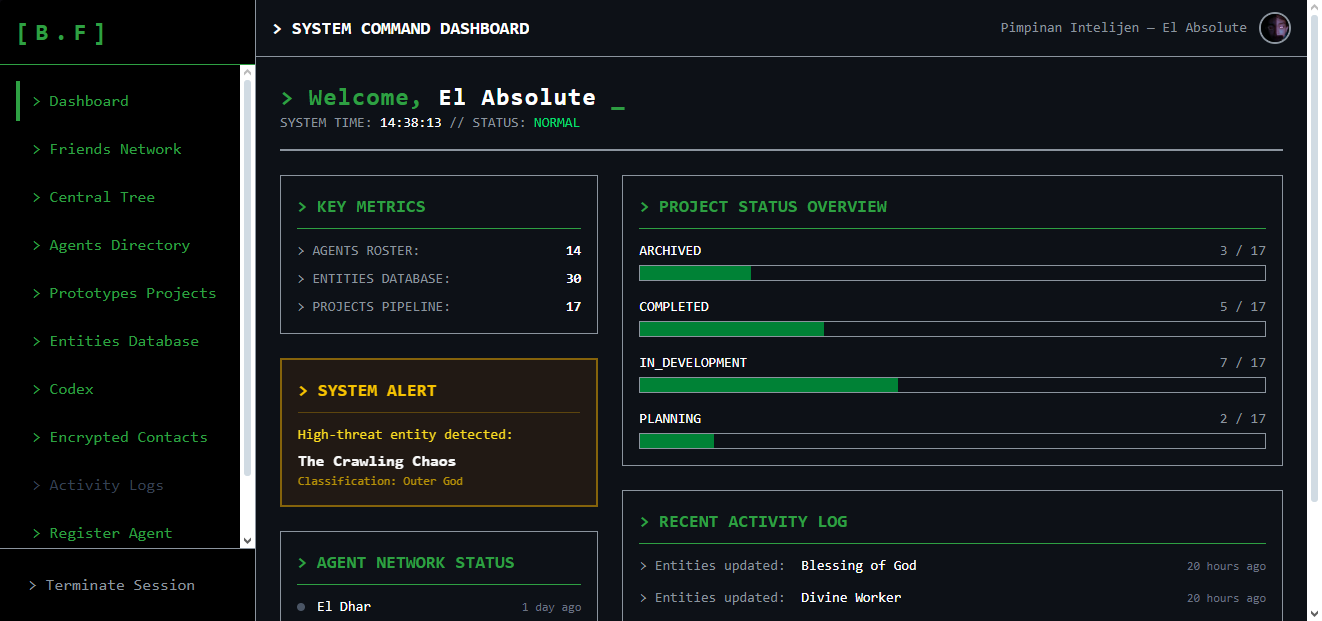 [B.F]
> Dashboard
> Friends Network
> Central Tree
> Agents Directory
> Prototypes Projects
> Entities Database
> Codex
> Encrypted Contacts
> Activity Logs
> Register Agent
> Terminate Session
> SYSTEM COMMAND DASHBOARD
Pimpinan Intelijen — El Absolute
> Welcome, El Absolute _
SYSTEM TIME: 14:38:13 // STATUS: NORMAL
> KEY METRICS
> AGENTS ROSTER: 14
> ENTITIES DATABASE: 30
> PROJECTS PIPELINE: 17
> SYSTEM ALERT
High-threat entity detected:
The Crawling Chaos
Classification: Outer God
> AGENT NETWORK STATUS
El Dhar 1 day ago
> PROJECT STATUS OVERVIEW
ARCHIVED 3 / 17
COMPLETED 5 / 17
IN_DEVELOPMENT 7 / 17
PLANNING 2 / 17
> RECENT ACTIVITY LOG
> Entities updated: Blessing of God 20 hours ago
> Entities updated: Divine Worker 20 hours ago